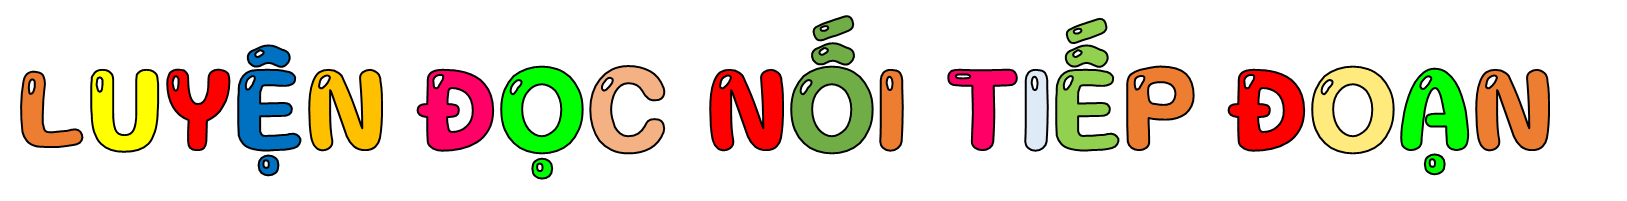 LUYỆN ĐỌC NỐI TIẾP ĐOẠN